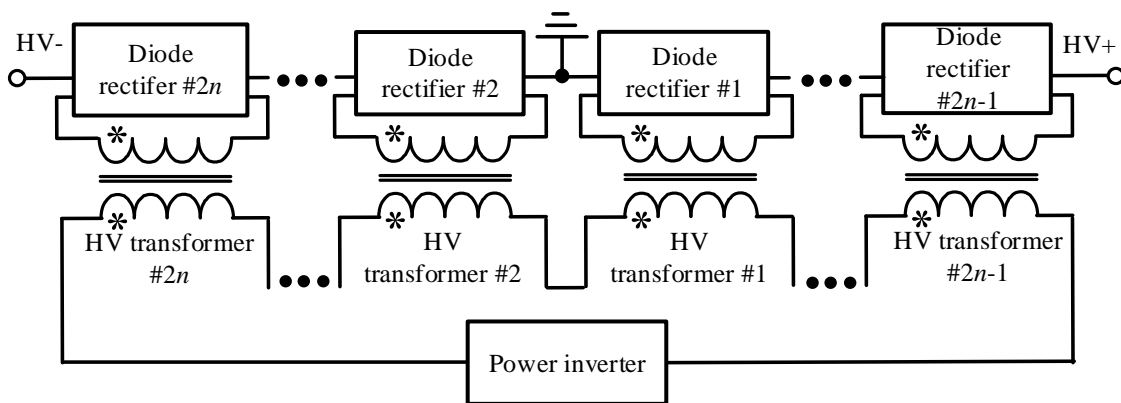 HV-
Diode
rectifer #2n
Diode
rectifier #2
Diode
rectifier #1
Diode
rectifier
#2n-1
HV+
*
*
*
*
*
*
*
*
HV transformer
#2n
HV
transformer #2
HV
transformer #1
HV transformer
#2n-1
Power inverter